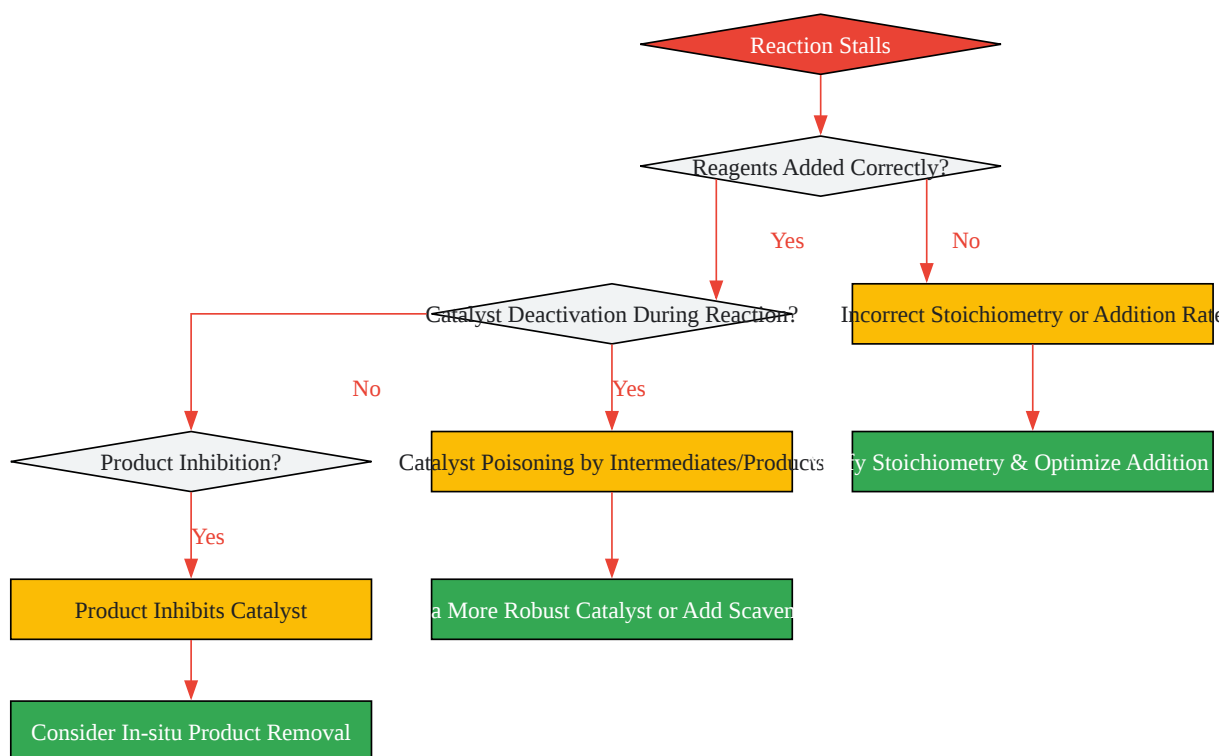 Reaction Stalls
Reagents Added Correctly?
Yes
No
Catalyst Deactivation During Reaction?
Incorrect Stoichiometry or Addition Rate
No
Yes
Product Inhibition?
Catalyst Poisoning by Intermediates/Products
Stoichiometry & Optimize Addition
Yes
Product Inhibits Catalyst
a More Robust Catalyst or Add
Consider In-situ Product Removal